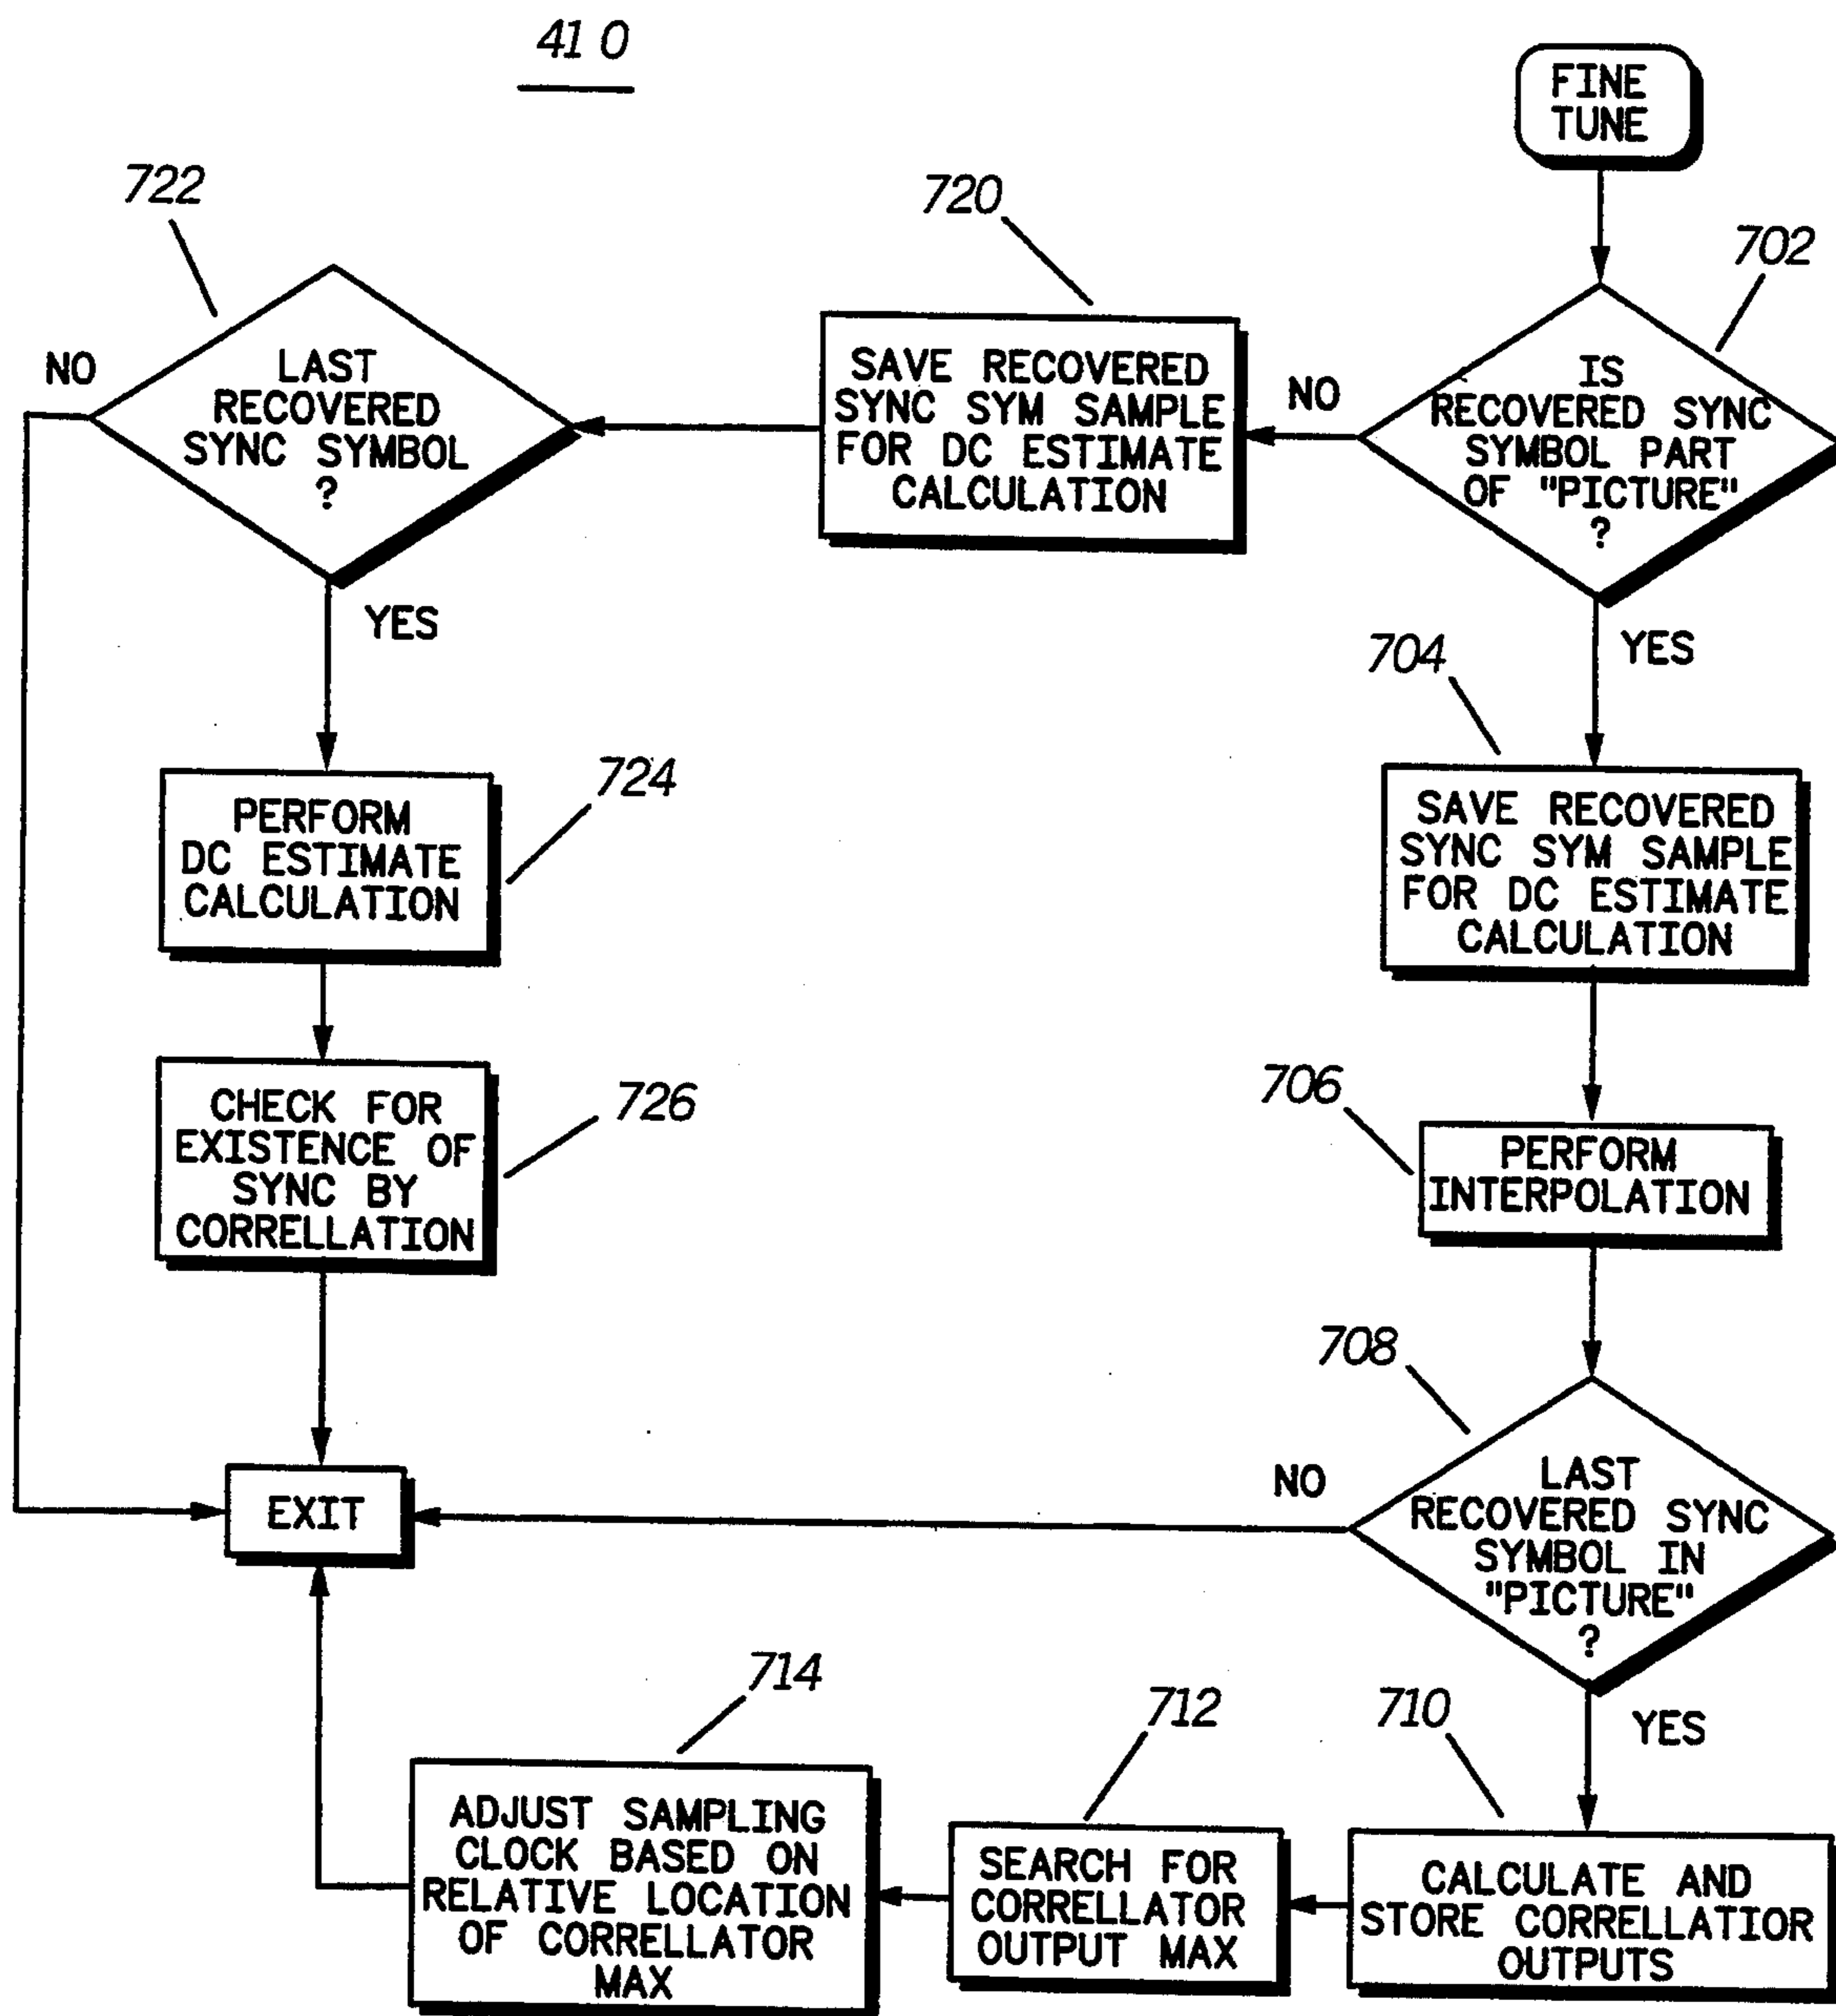 41 0
FINE
TUNE
702
IS
RECOVERED SYNC
SYMBOL PART
OF "PICTURE"
?
NO
YES
720
SAVE RECOVERED
SYNC SYM SAMPLE
FOR DC ESTIMATE
CALCULATION
722
LAST
RECOVERED
SYNC SYMBOL
?
NO
YES
724
PERFORM
DC ESTIMATE
CALCULATION
726
CHECK FOR
EXISTENCE OF
SYNC BY
CORRELLATION
EXIT
704
SAVE RECOVERED
SYNC SYM SAMPLE
FOR DC ESTIMATE
CALCULATION
706
PERFORM
INTERPOLATION
708
LAST
RECOVERED SYNC
SYMBOL IN
"PICTURE"
?
NO
YES
710
CALCULATE AND
STORE CORRELLATIOR
OUTPUTS
712
SEARCH FOR
CORRELLATOR
OUTPUT MAX
714
ADJUST SAMPLING
CLOCK BASED ON
RELATIVE LOCATION
OF CORRELLATOR
MAX